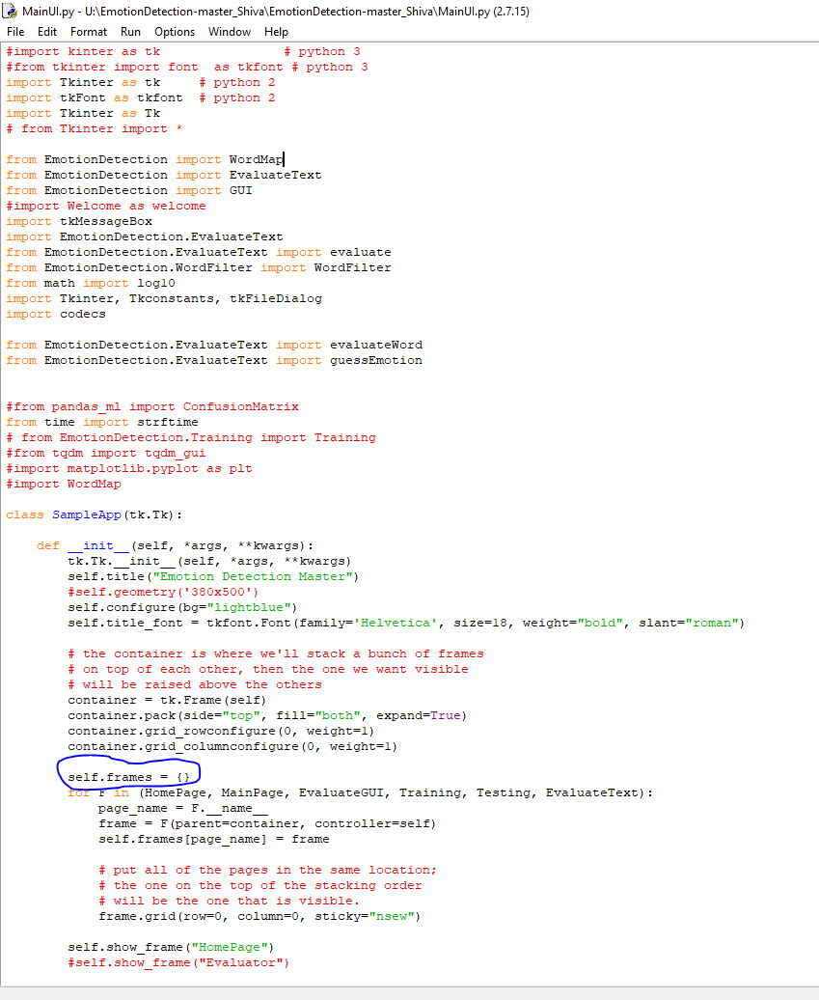 MainUI.py - U:\EmotionDetection-master_Shiva\EmotionDetection-master_Shiva\MainUI.py (2.7.15)
File Edit Format Run Options Window Help
#import kinter as tk                # python 3
#from tkinter import font  as tkfont # python 3
import Tkinter as tk     # python 2
import tkFont as tkfont  # python 2
import Tkinter as Tk
# from Tkinter import *

from EmotionDetection import WordMap
from EmotionDetection import EvaluateText
from EmotionDetection import GUI
#import Welcome as welcome
import tkMessageBox
import EmotionDetection.EvaluateText
from EmotionDetection.EvaluateText import evaluate
from EmotionDetection.WordFilter import WordFilter
from math import log10
import Tkinter, Tkconstants, tkFileDialog
import codecs

from EmotionDetection.EvaluateText import evaluateWord
from EmotionDetection.EvaluateText import guessEmotion


#from pandas_ml import ConfusionMatrix
from time import strftime
# from EmotionDetection.Training import Training
#from tqdm import tqdm_gui
#import matplotlib.pyplot as plt
#import WordMap

class SampleApp(tk.Tk):

    def __init__(self, *args, **kwargs):
        tk.Tk.__init__(self, *args, **kwargs)
        self.title("Emotion Detection Master")
        #self.geometry('380x500')
        self.configure(bg="lightblue")
        self.title_font = tkfont.Font(family='Helvetica', size=18, weight="bold", slant="roman")

        # the container is where we'll stack a bunch of frames
        # on top of each other, then the one we want visible
        # will be raised above the others
        container = tk.Frame(self)
        container.pack(side="top", fill="both", expand=True)
        container.grid_rowconfigure(0, weight=1)
        container.grid_columnconfigure(0, weight=1)

        self.frames = {}
        for F in (HomePage, MainPage, EvaluateGUI, Training, Testing, EvaluateText):
            page_name = F.__name__
            frame = F(parent=container, controller=self)
            self.frames[page_name] = frame

            # put all of the pages in the same location;
            # the one on the top of the stacking order
            # will be the one that is visible.
            frame.grid(row=0, column=0, sticky="nsew")

        self.show_frame("HomePage")
        #self.show_frame("Evaluator")